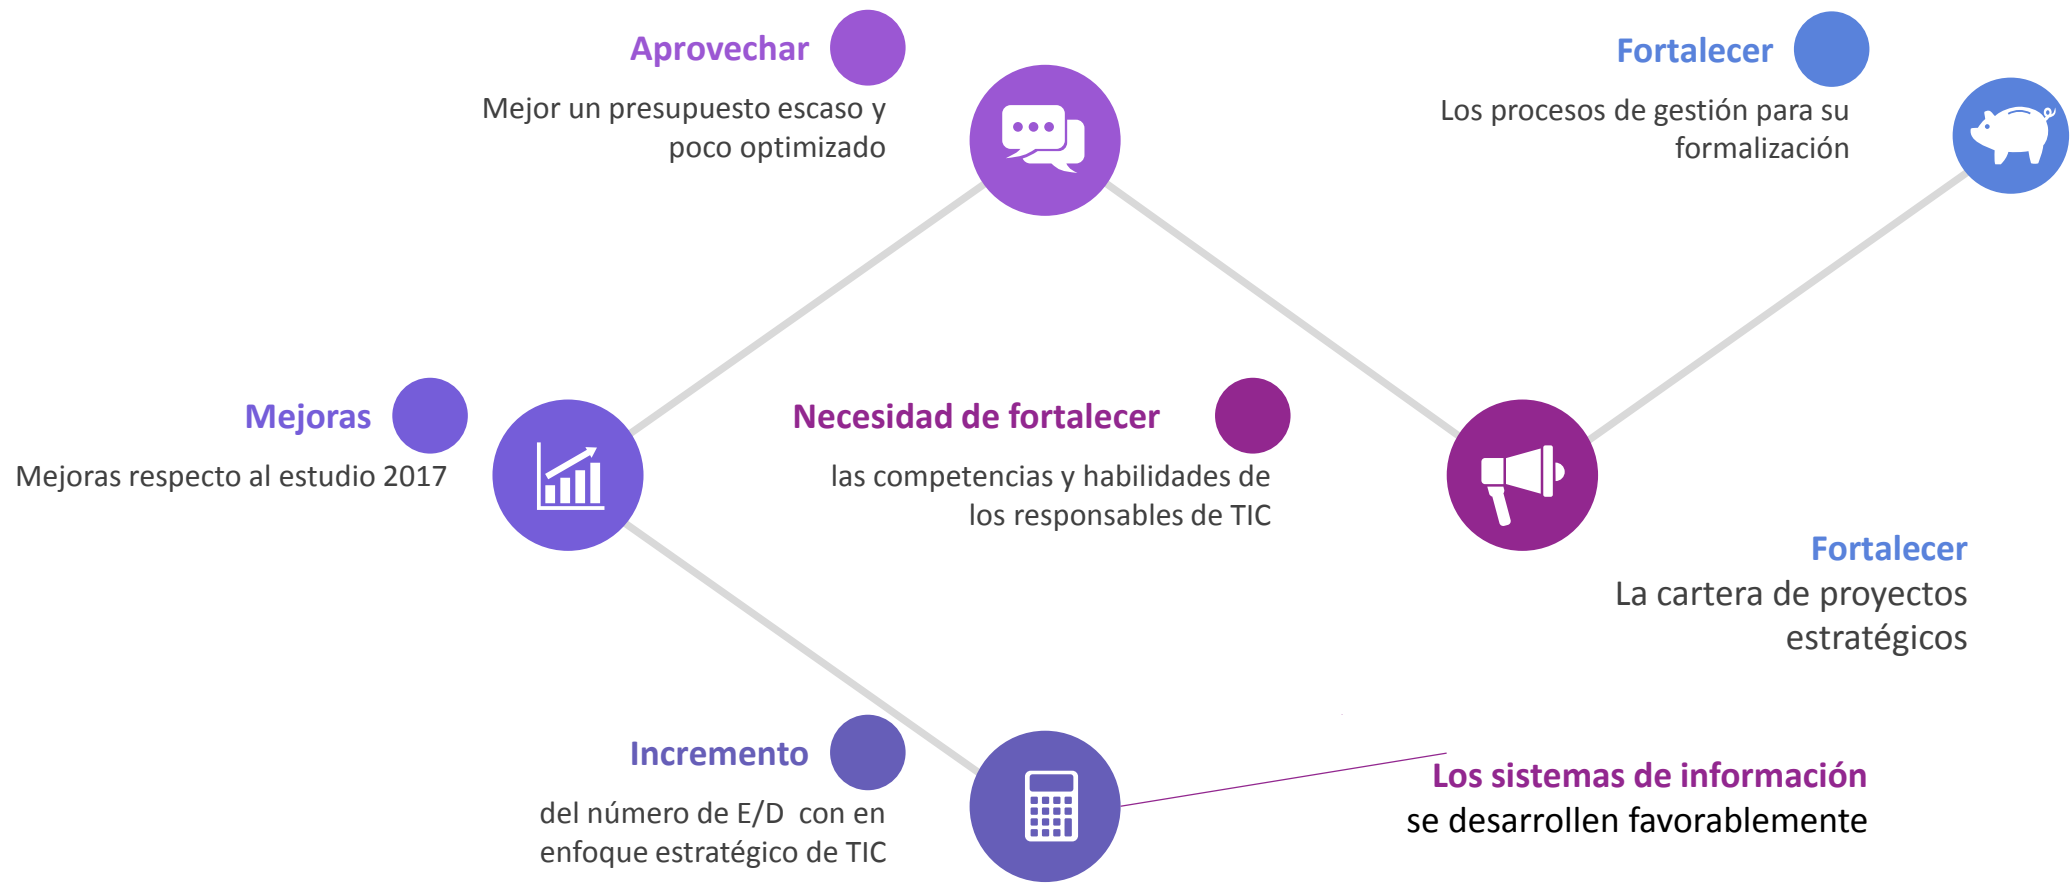 Aprovechar
Mejor un presupuesto escaso y
poco optimizado
Fortalecer
Los procesos de gestión para su
formalización
Mejoras
Mejoras respecto al estudio 2017
Necesidad de fortalecer
las competencias y habilidades de
los responsables de TIC
Fortalecer
La cartera de proyectos
estratégicos
Incremento
del número de E/D  con en
enfoque estratégico de TIC
Los sistemas de información
se desarrollen favorablemente